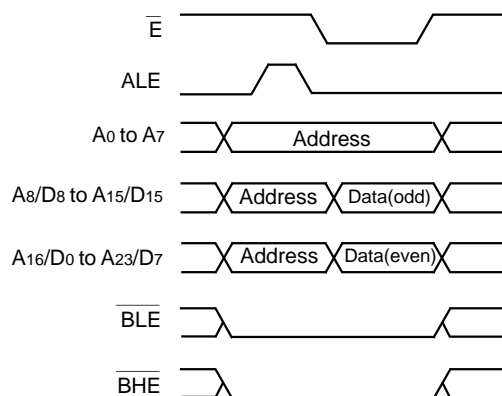 E
ALE
A0 to A7 Address
A8/D8 to A15/D15 Address Data(odd)
A16/D0 to A23/D7 Address Data(even)
BLE
BHE